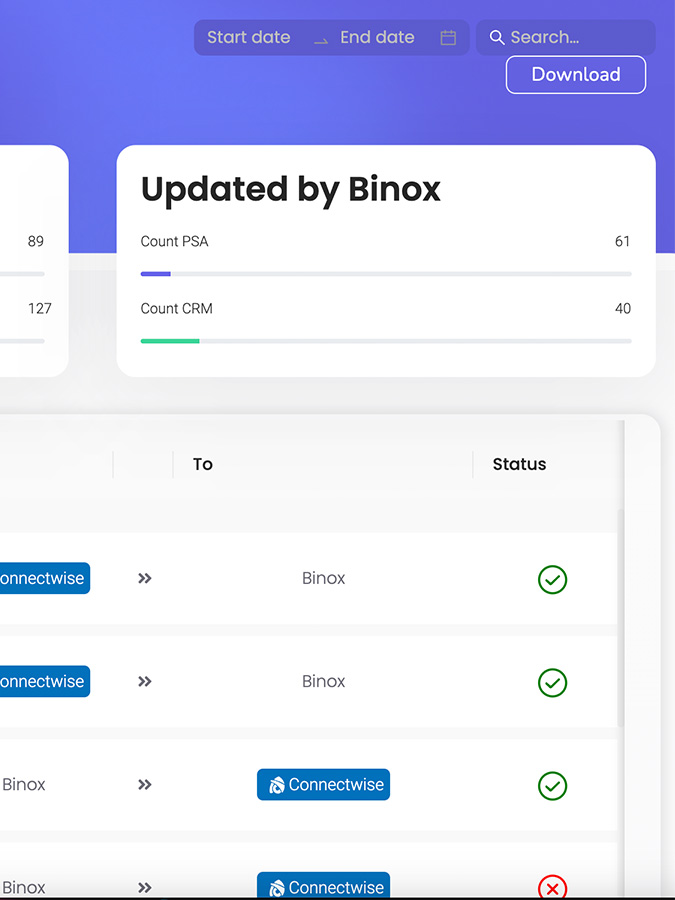 Start date End date Search...
Download
Updated by Binox
89 Count PSA 61
127 Count CRM 40
To Status
onnectwise Binox
onnectwise Binox
Binox Connectwise
Binox Connectwise